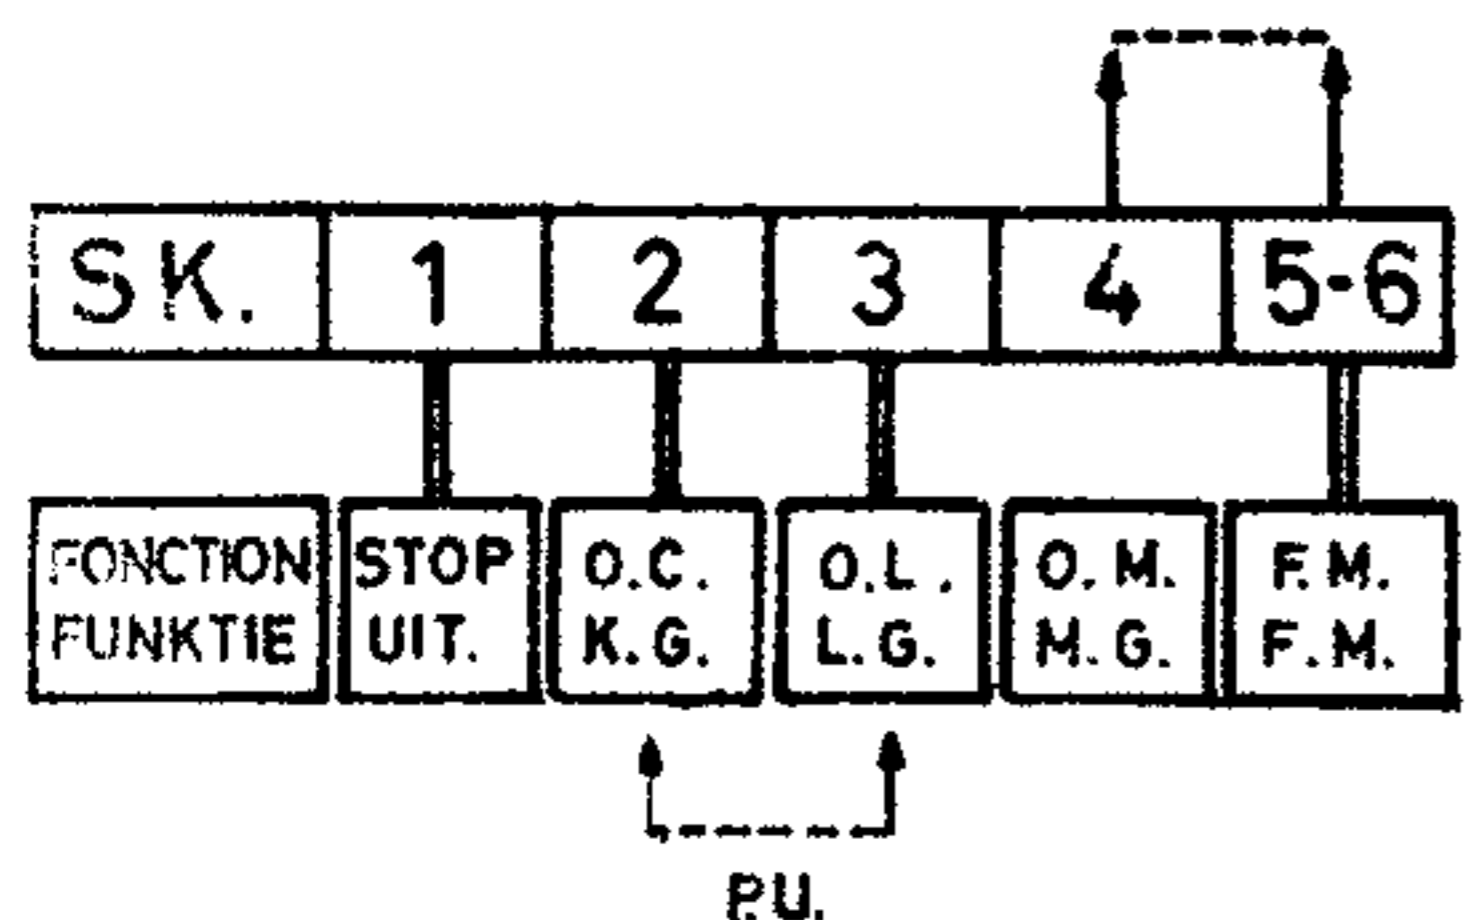 SK. 1 2 3 4 5-6
FONCTION STOP O.C. O.L. O.M. F.M.
FUNKTIE UIT. K.G. L.G. M.G. F.M.
P.U.